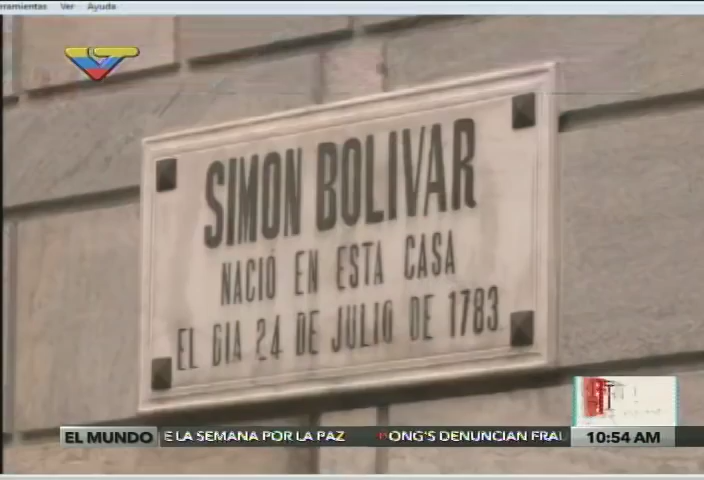 Ver Ayuda
SIMON BOLIVAR
NACIÓ EN ESTA CASA
EL DIA 24 DE JULIO DE 1783
EL MUNDO E LA SEMANA POR LA PAZ ONG'S DENUNCIAN FRAU 10:54 AM